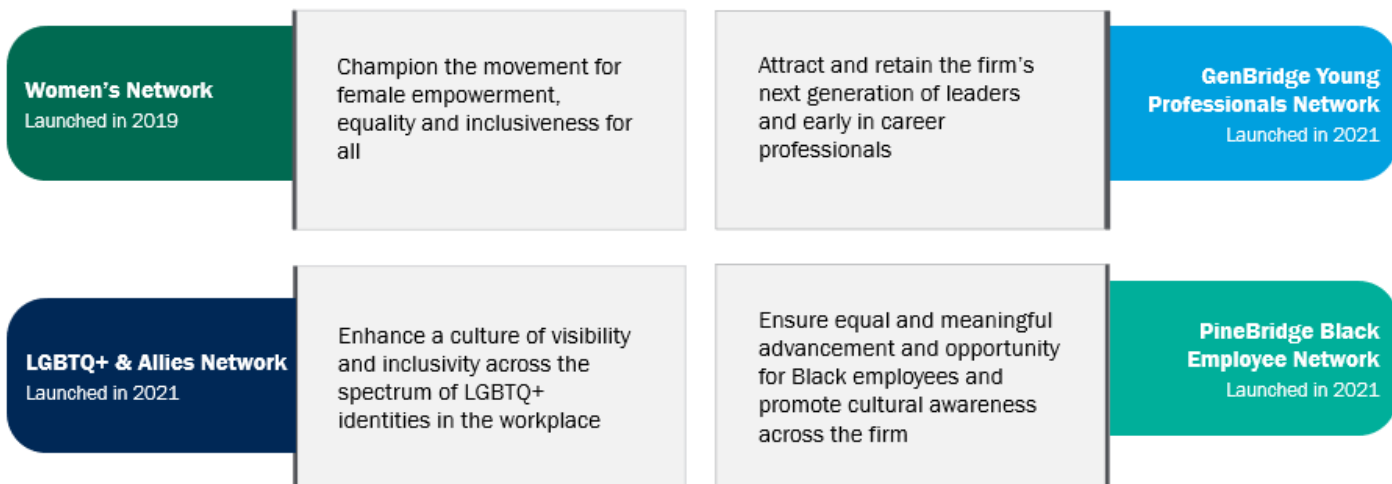 Women’s Network
Launched in 2019
Champion the movement for
female empowerment,
equality and inclusiveness for
all
Attract and retain the firm’s
next generation of leaders
and early in career
professionals
GenBridge Young
Professionals Network
Launched in 2021
LGBTQ+ & Allies Network
Launched in 2021
Enhance a culture of visibility
and inclusivity across the
spectrum of LGBTQ+
identities in the workplace
Ensure equal and meaningful
advancement and opportunity
for Black employees and
promote cultural awareness
across the firm
PineBridge Black
Employee Network
Launched in 2021